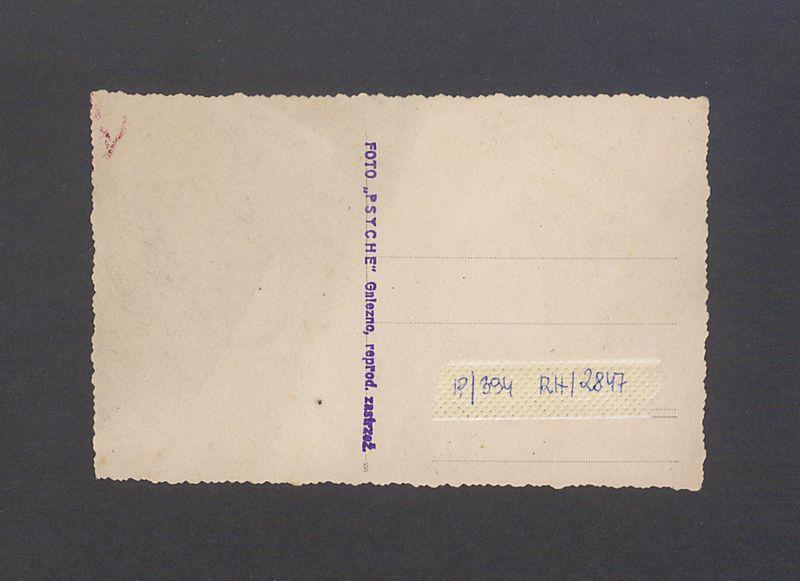 FOTO „PSYCHE" Gniezno, reprod. zastrzeż.
P/394 RH/2847